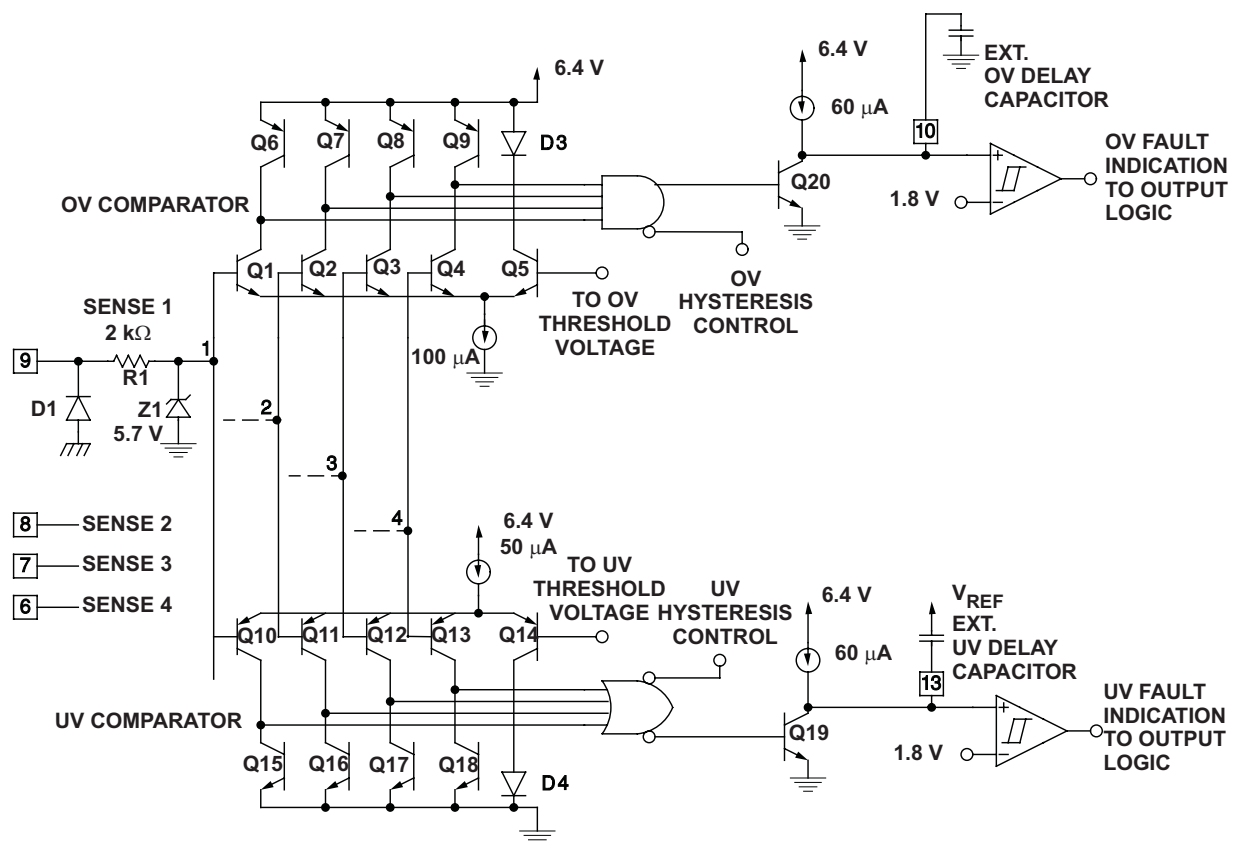 6.4 V
Q6
Q7
Q8
Q9
D3
OV COMPARATOR
Q1
Q2
Q3
Q4
Q5
TO OV
THRESHOLD
VOLTAGE
100 μA
OV
HYSTERESIS
CONTROL
6.4 V
60 μA
Q20
EXT.
OV DELAY
CAPACITOR
10
+
1.8 V
−
OV FAULT
INDICATION
TO OUTPUT
LOGIC
SENSE 1
2 kΩ
R1
9
D1
Z1
5.7 V
1
2
3
4
8 SENSE 2
7 SENSE 3
6 SENSE 4
6.4 V
50 μA
TO UV
THRESHOLD
VOLTAGE
UV
HYSTERESIS
CONTROL
Q10
Q11
Q12
Q13
Q14
UV COMPARATOR
Q15
Q16
Q17
Q18
D4
6.4 V
60 μA
Q19
VREF
EXT.
UV DELAY
CAPACITOR
13
+
1.8 V
−
UV FAULT
INDICATION
TO OUTPUT
LOGIC